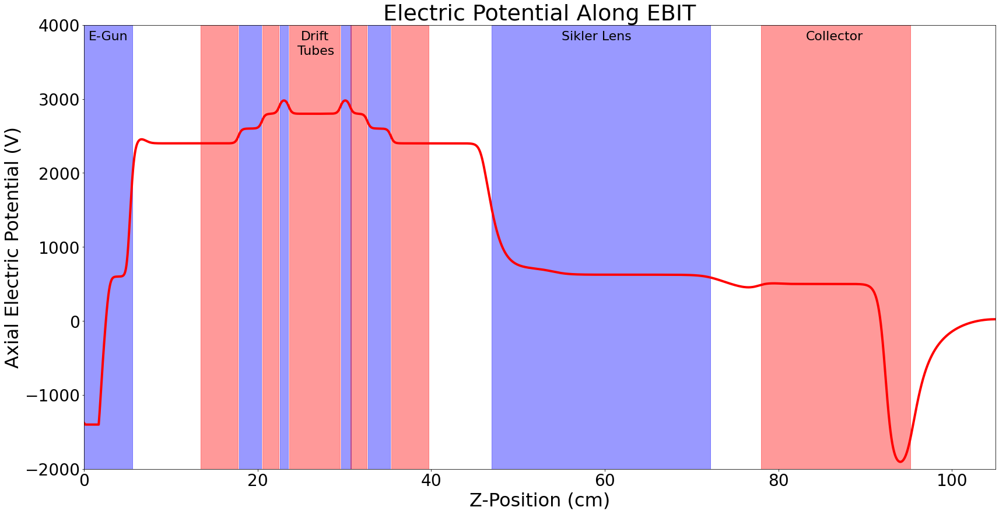 Electric Potential Along EBIT
Axial Electric Potential (V)
4000
3000
2000
1000
0
−1000
−2000
E-Gun
Drift
Tubes
Sikler Lens
Collector
0
20
40
60
80
100
Z-Position (cm)